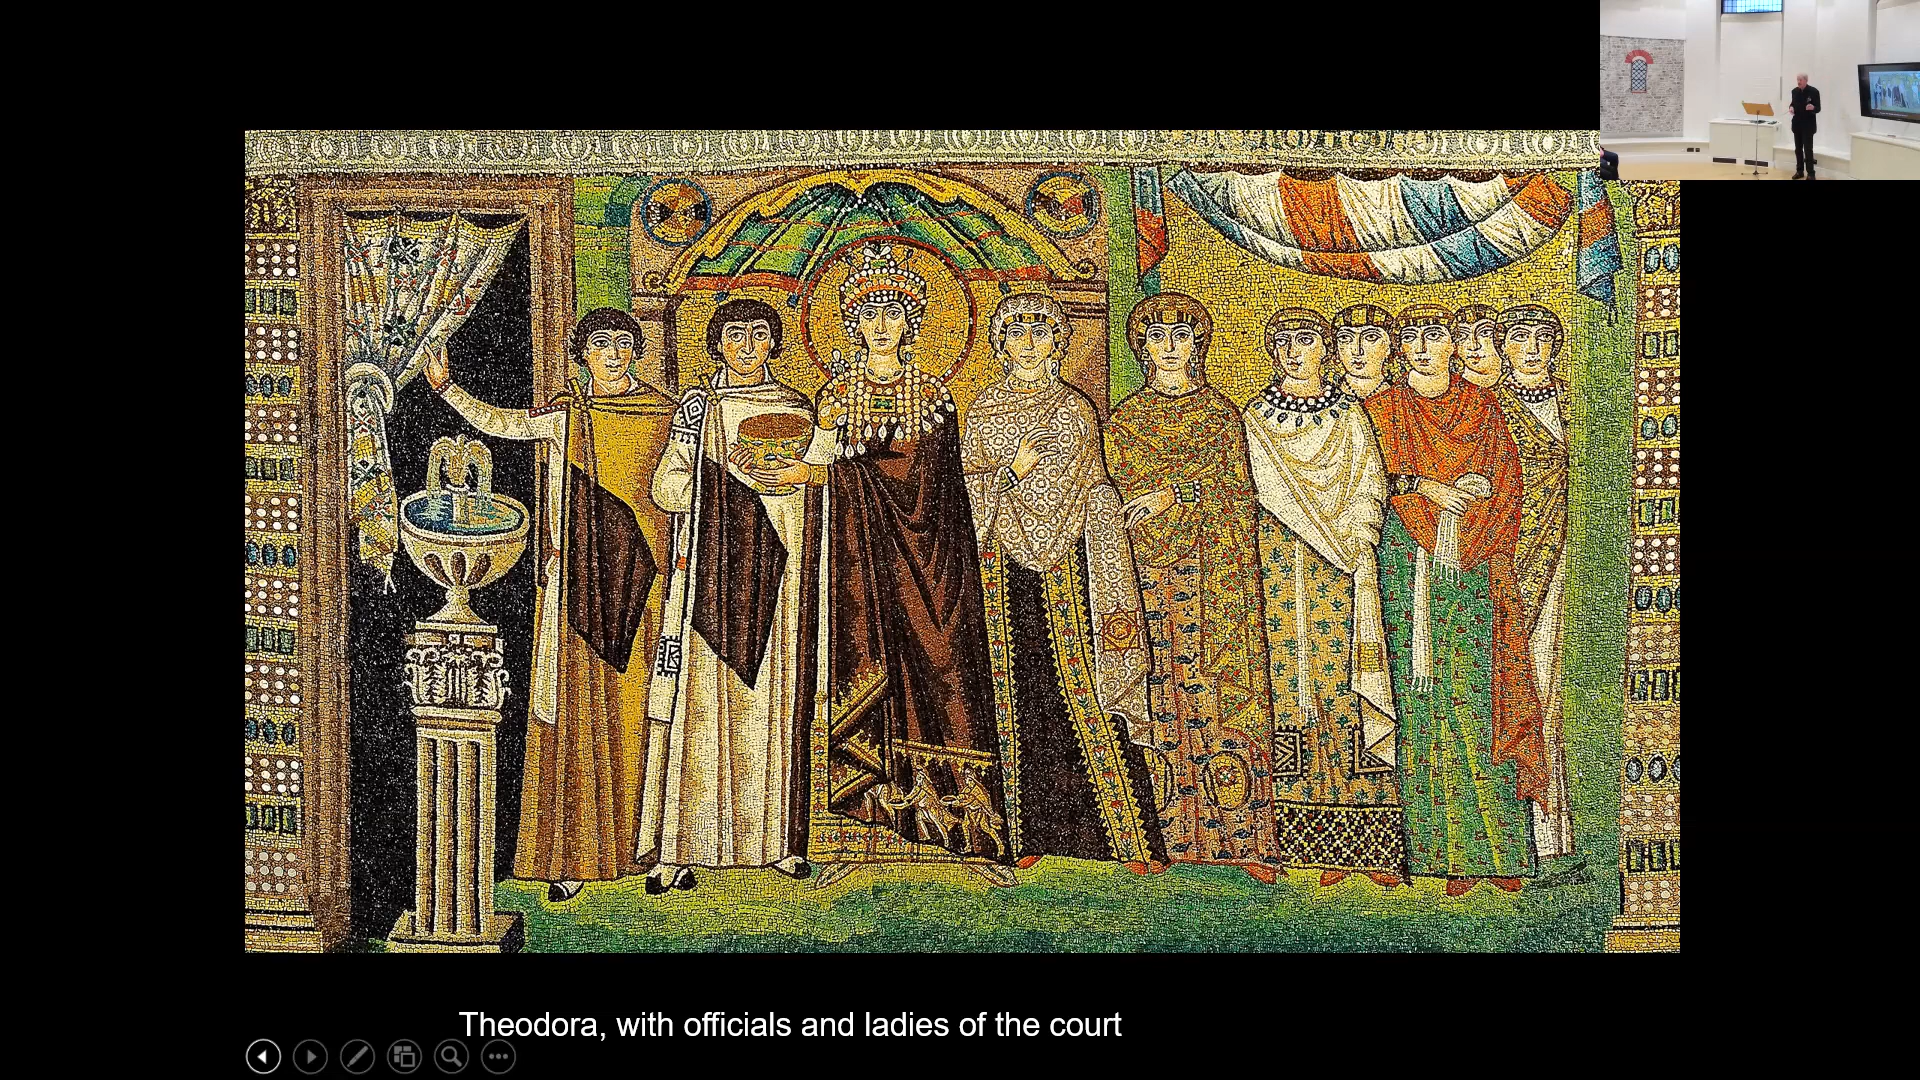 Theodora, with officials and ladies of the court